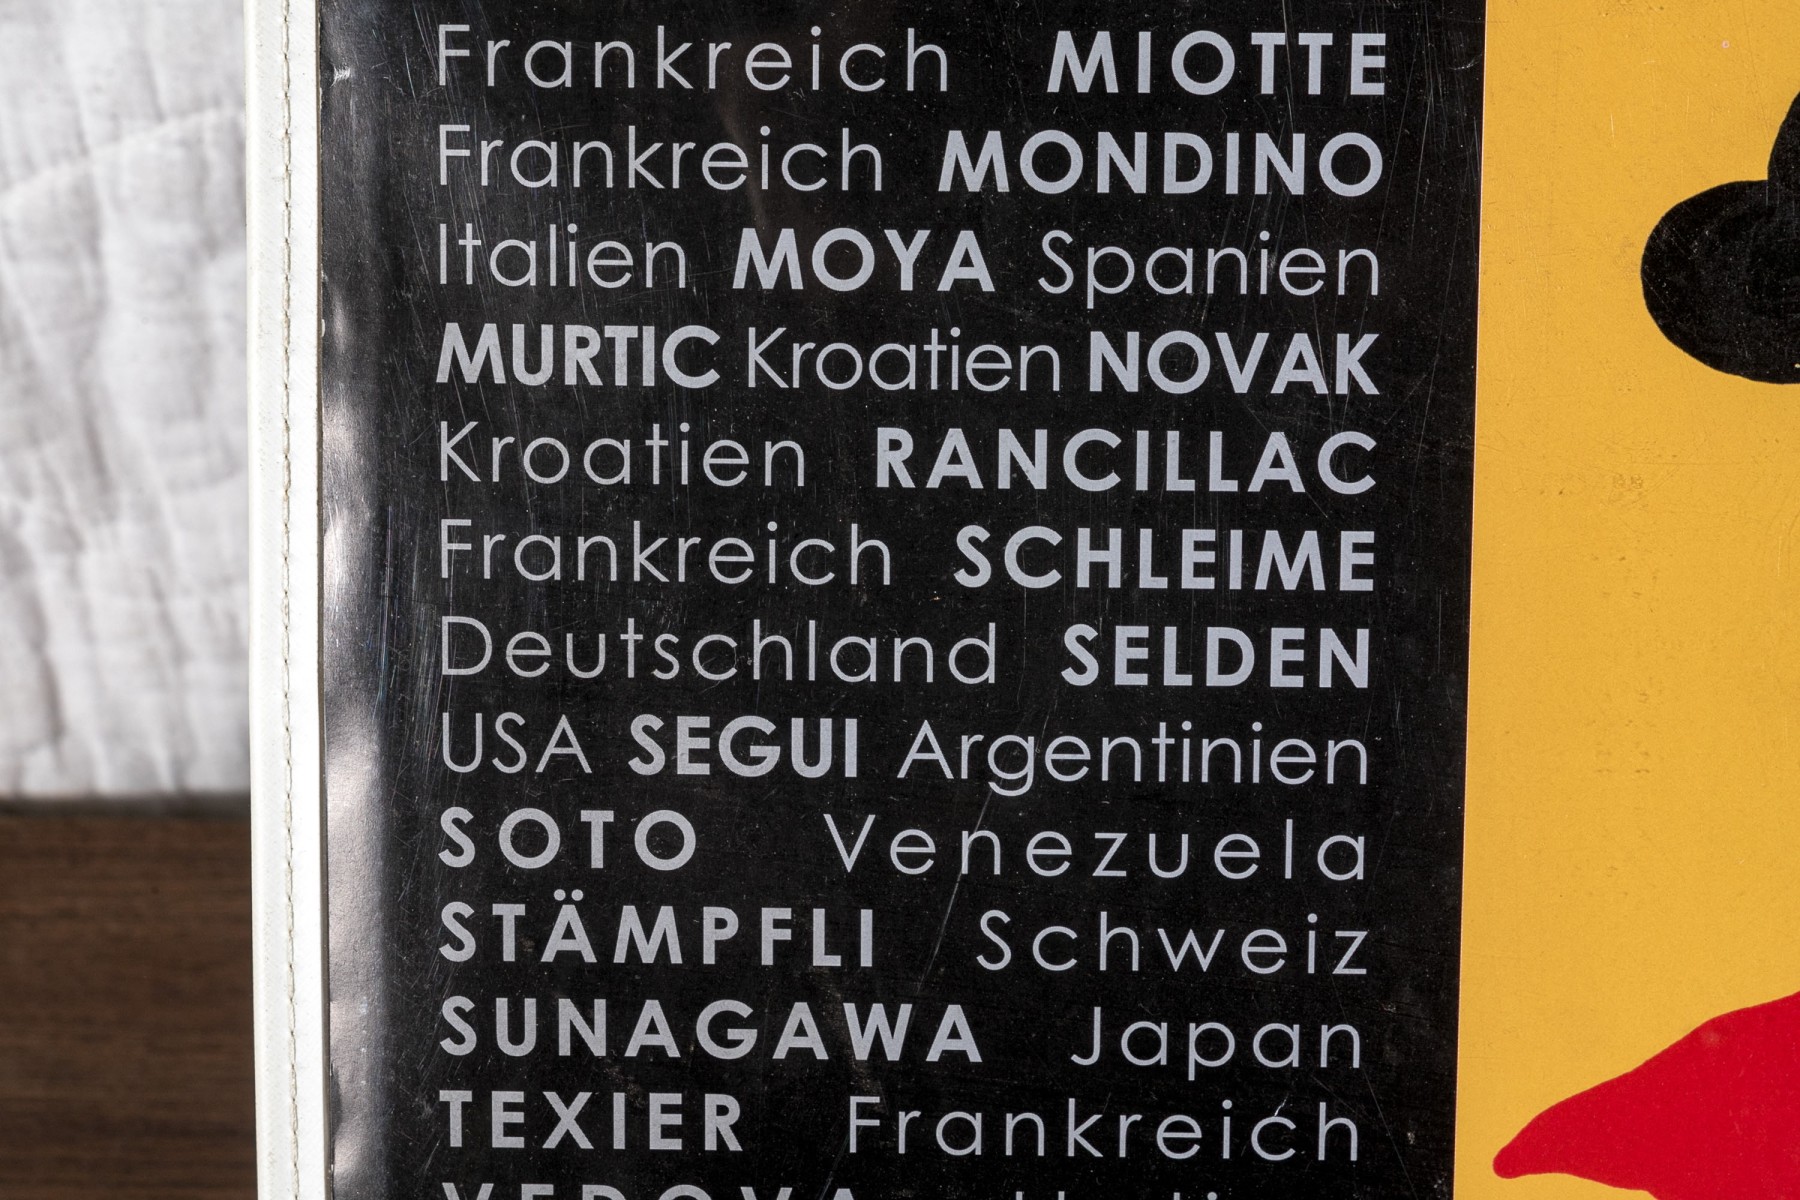 Frankreich MIOTTE
Frankreich MONDINO
Italien MOYA Spanien
MURTIC Kroatien NOVAK
Kroatien RANCILLAC
Frankreich SCHLEIME
Deutschland SELDEN
USA SEGUI Argentinien
SOTO Venezuela
STÄMPFLI Schweiz
SUNAGAWA Japan
TEXIER Frankreich